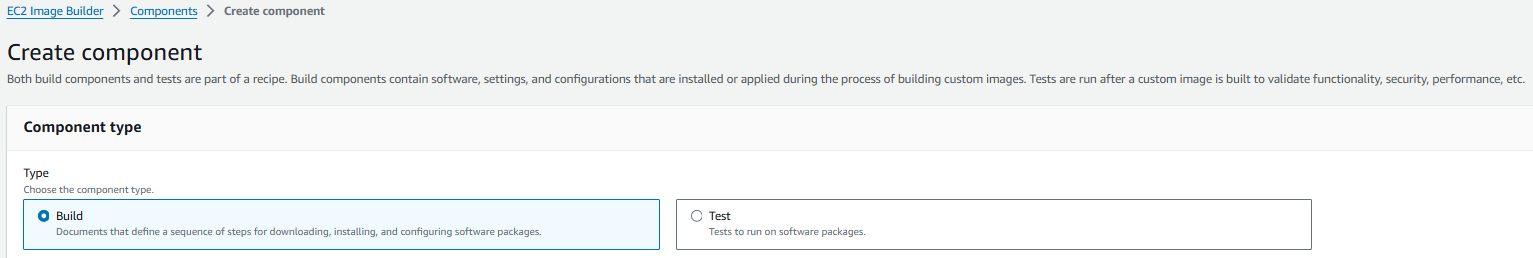 EC2 Image Builder > Components > Create component
Create component
Both build components and tests are part of a recipe. Build components contain software, settings, and configurations that are installed or applied during the process of building custom images. Tests are run after a custom image is built to validate functionality, security, performance, etc.
Component type
Type
Choose the component type.
Build
Documents that define a sequence of steps for downloading, installing, and configuring software packages.
Test
Tests to run on software packages.